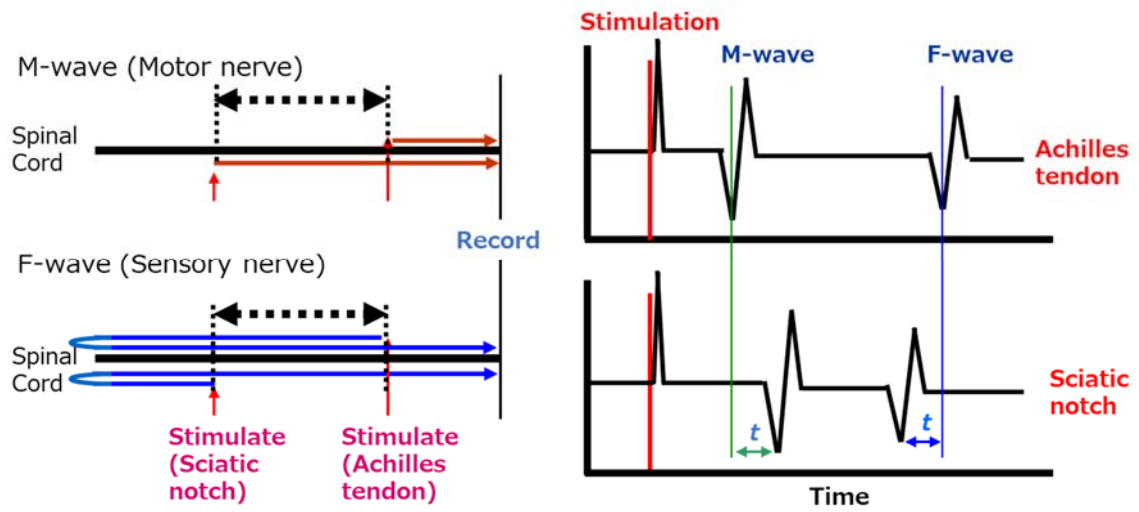 M-wave (Motor nerve)
Spinal
Cord
Record
F-wave (Sensory nerve)
Spinal
Cord
Stimulate
(Sciatic
notch)
Stimulate
(Achilles
tendon)
Stimulation
M-wave
F-wave
Achilles
tendon
t
t
Sciatic
notch
Time